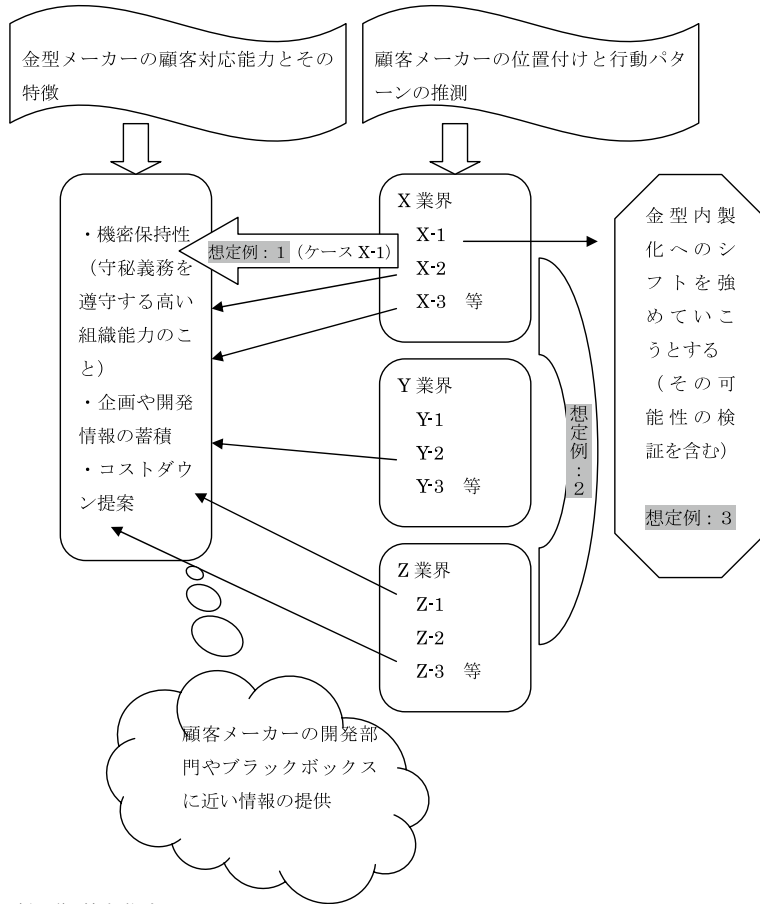 金型メーカーの顧客対応能力とその
特徴
顧客メーカーの位置付けと行動パタ
ーンの推測
・機密保持性
（守秘義務を
遵守する高い
組織能力のこ
と）
・企画や開発
情報の蓄積
・コストダウ
ン提案
想定例：1（ケース X-1）
X 業界
X-1
X-2
X-3 等
Y 業界
Y-1
Y-2
Y-3 等
Z 業界
Z-1
Z-2
Z-3 等
想定例：2
金型内製
化へのシ
フトを強
めていこ
うとする
（その可
能性の検
証を含む）
想定例：3
顧客メーカーの開発部
門やブラックボックス
に近い情報の提供